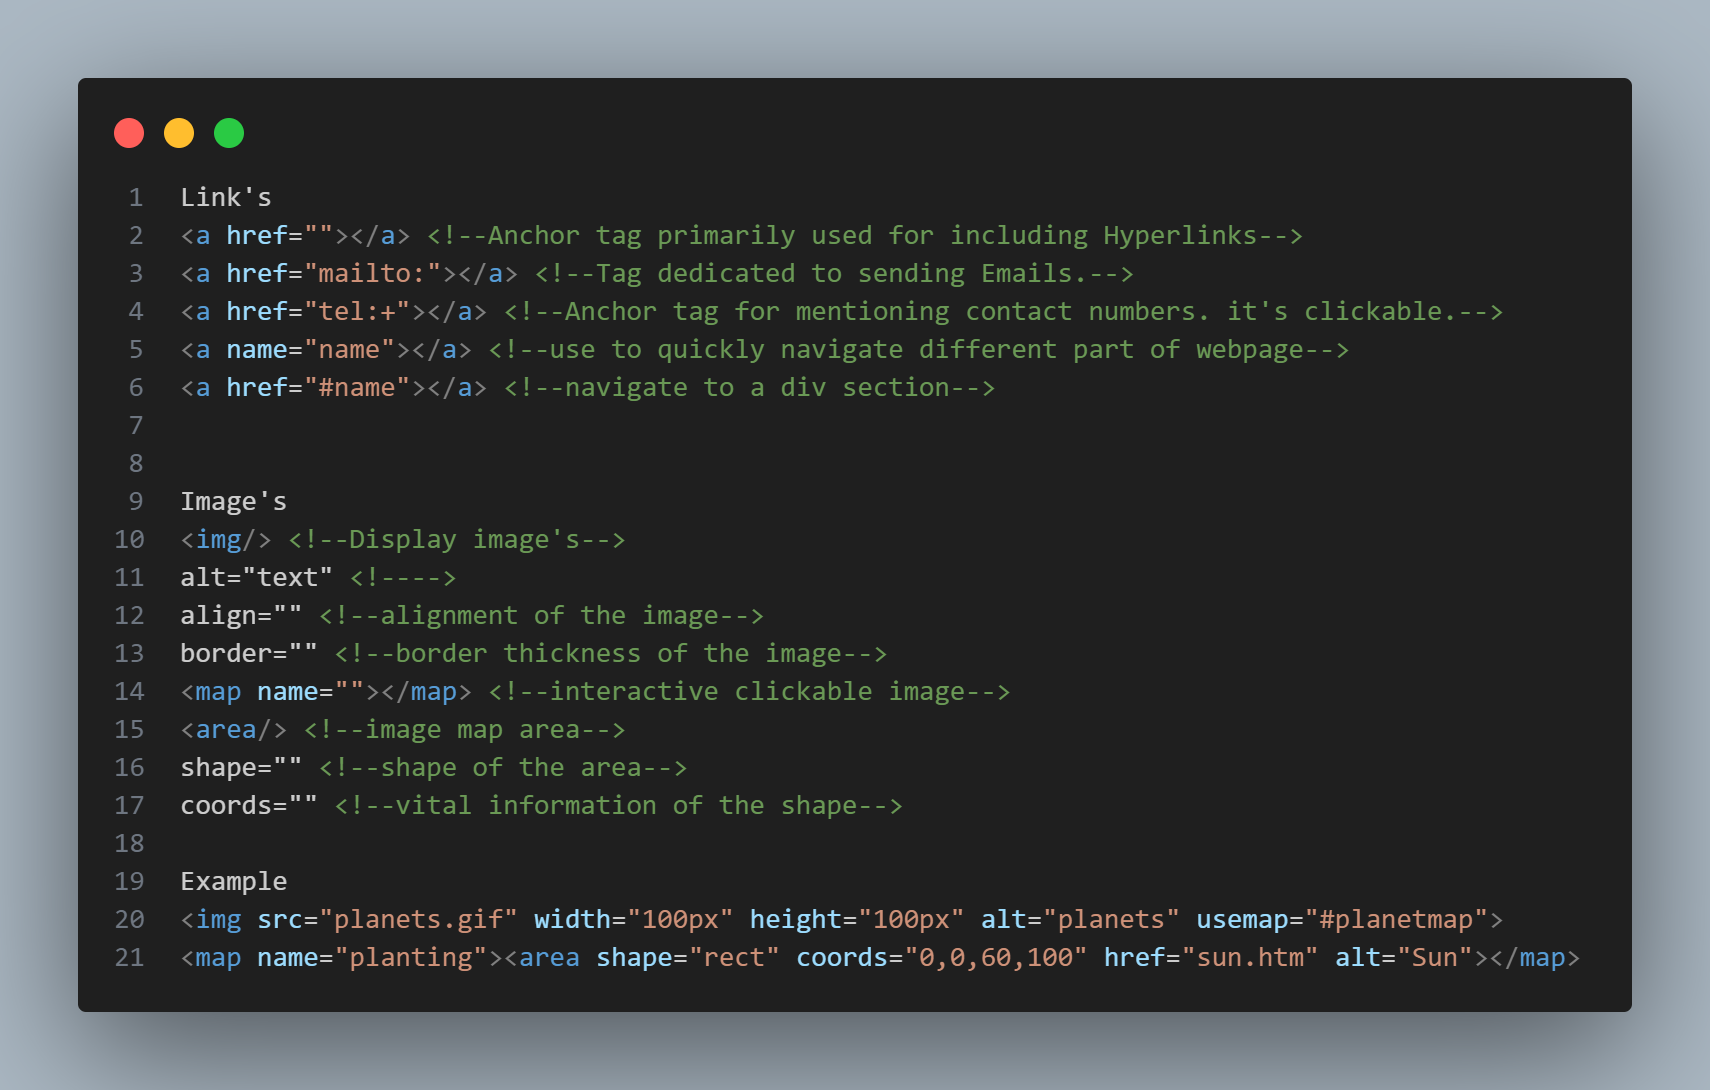 1 Link's
2 <a href=""></a> <!--Anchor tag primarily used for including Hyperlinks-->
3 <a href="mailto:"></a> <!--Tag dedicated to sending Emails.-->
4 <a href="tel:+"></a> <!--Anchor tag for mentioning contact numbers. it's clickable.-->
5 <a name="name"></a> <!--use to quickly navigate different part of webpage-->
6 <a href="#name"></a> <!--navigate to a div section-->
7
8
9 Image's
10 <img/> <!--Display image's-->
11 alt="text" <!---->
12 align="" <!--alignment of the image-->
13 border="" <!--border thickness of the image-->
14 <map name=""></map> <!--interactive clickable image-->
15 <area/> <!--image map area-->
16 shape="" <!--shape of the area-->
17 coords="" <!--vital information of the shape-->
18
19 Example
20 <img src="planets.gif" width="100px" height="100px" alt="planets" usemap="#planetmap">
21 <map name="planting"><area shape="rect" coords="0,0,60,100" href="sun.htm" alt="Sun"></map>